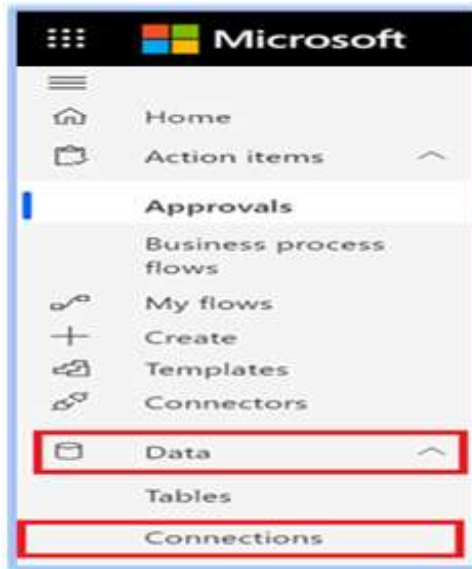 Microsoft
Home
Action items
Approvals
Business process
flows
My flows
Create
Templates
Connectors
Data
Tables
Connections